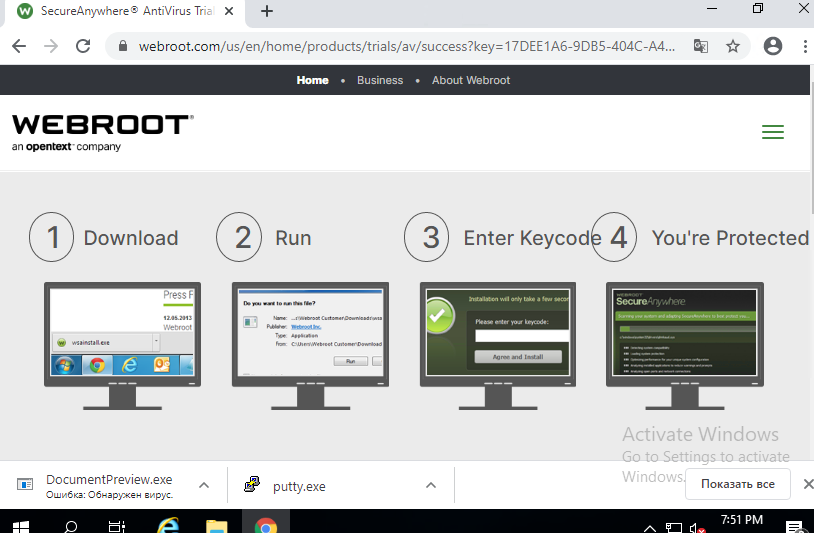 SecureAnywhere® AntiVirus Tria
webroot.com/us/en/home/products/trials/av/success?key=17DEE1A6-9DB5-404C-A4...
Home • Business • About Webroot
WEBROOT®
an opentext™ company
1 Download
2 Run
3 Enter Keycode
4 You're Protected
Press F
12.05.2013
Webroot
wsainstall.exe
Do you want to run this file?
Name: ...\Webroot Customer\Downloads\ws
Publisher: Webroot Inc.
Type: Application
From: C:\Users\Webroot Customer\Downloads
Run
Installation will only take a few secon
Please enter your keycode:
Agree and Install
WEBROOT
SecureAnywhere
Activate Windows
Go to Settings to activate
Windows.
DocumentPreview.exe
Ошибка: Обнаружен вирус.
putty.exe
Показать все
7:51 PM